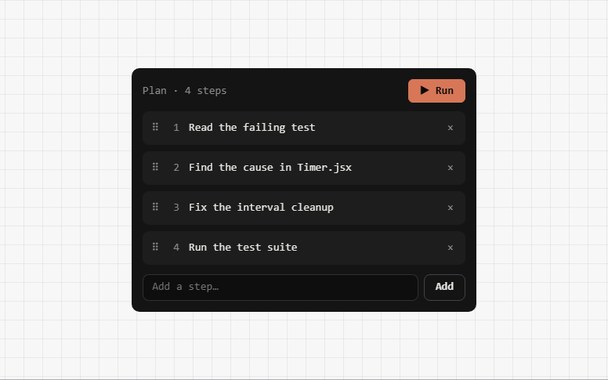 Plan · 4 steps
▶ Run
⠿ 1 Read the failing test ×
⠿ 2 Find the cause in Timer.jsx ×
⠿ 3 Fix the interval cleanup ×
⠿ 4 Run the test suite ×
Add a step…
Add